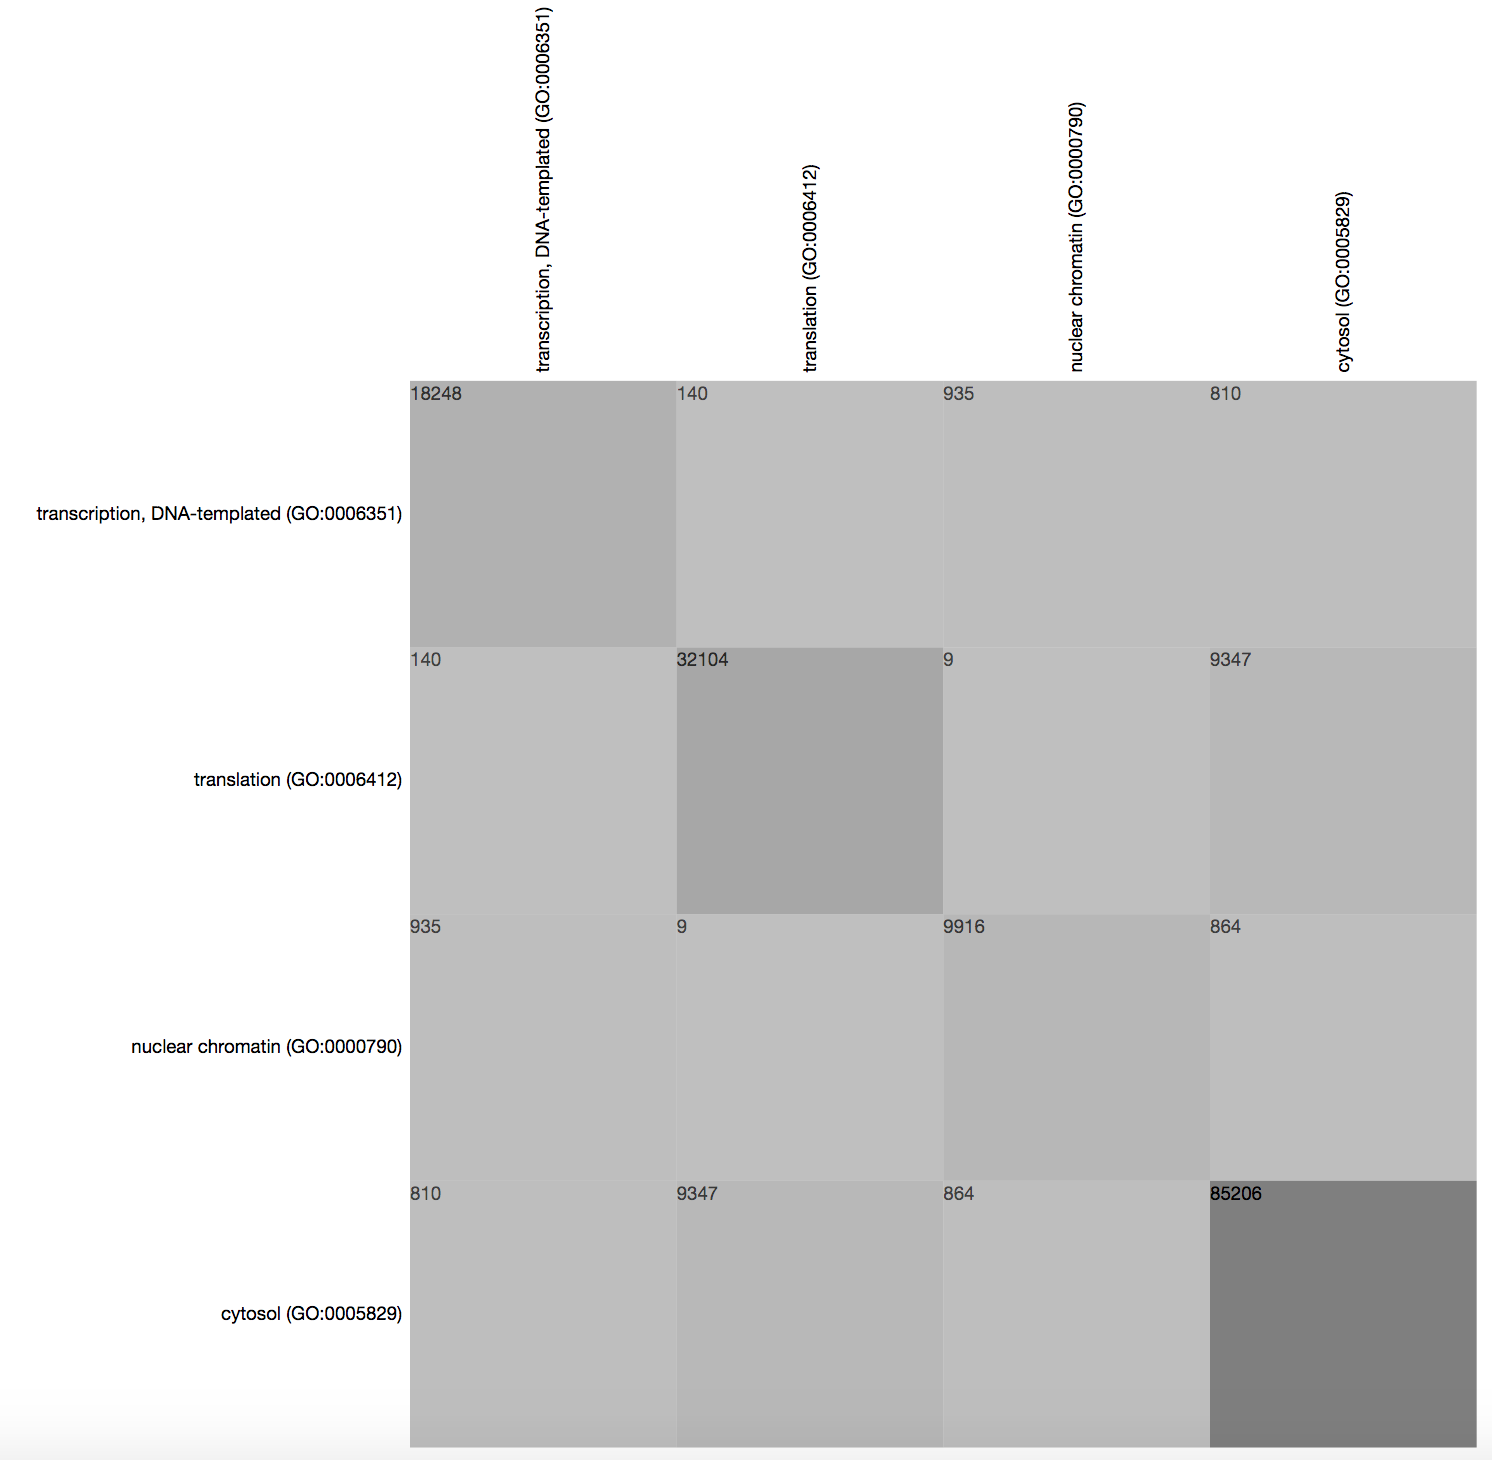 transcription, DNA-templated (GO:0006351)
translation (GO:0006412)
nuclear chromatin (GO:0000790)
cytosol (GO:0005829)
18248 140 935 810
transcription, DNA-templated (GO:0006351)
140 32104 9 9347
translation (GO:0006412)
935 9 9916 864
nuclear chromatin (GO:0000790)
810 9347 864 85206
cytosol (GO:0005829)